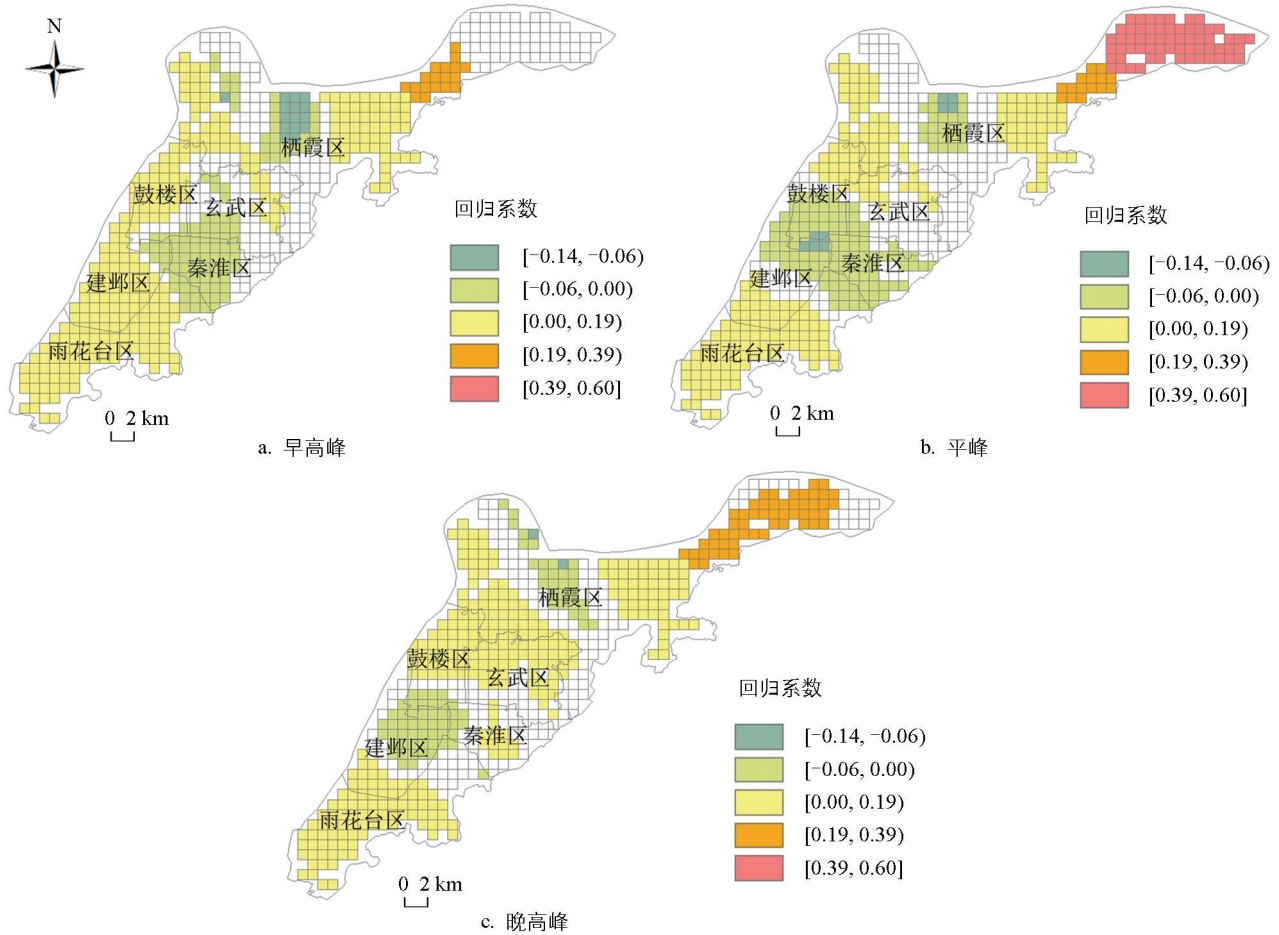 N
栖霞区
鼓楼区
玄武区
秦淮区
建邺区
雨花台区
回归系数
[−0.14, −0.06)
[−0.06, 0.00)
[0.00, 0.19)
[0.19, 0.39)
[0.39, 0.60]
0 2 km
a. 早高峰
栖霞区
鼓楼区
玄武区
秦淮区
建邺区
雨花台区
回归系数
[−0.14, −0.06)
[−0.06, 0.00)
[0.00, 0.19)
[0.19, 0.39)
[0.39, 0.60]
0 2 km
b. 平峰
栖霞区
鼓楼区
玄武区
秦淮区
建邺区
雨花台区
回归系数
[−0.14, −0.06)
[−0.06, 0.00)
[0.00, 0.19)
[0.19, 0.39)
[0.39, 0.60]
0 2 km
c. 晚高峰